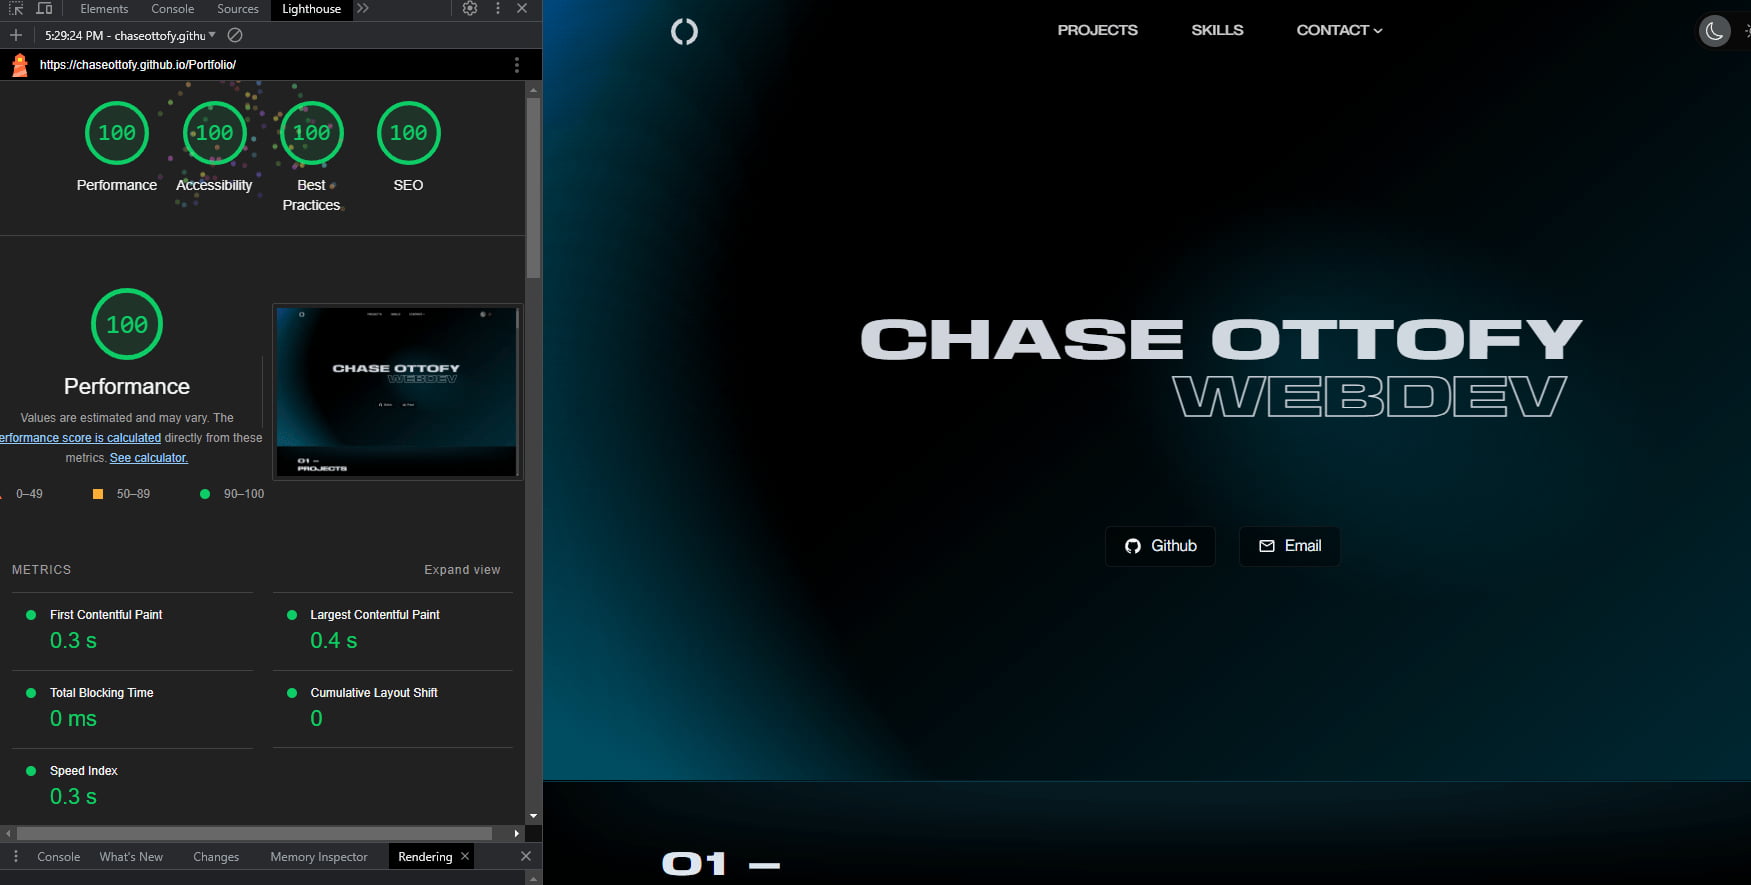 Elements Console Sources Lighthouse
5:29:24 PM - chaseottofy.githu
https://chaseottofy.github.io/Portfolio/
100 100 100 100
Performance Accessibility Best Practices SEO
100
Performance
Values are estimated and may vary. The
erformance score is calculated directly from these
metrics. See calculator.
0–49 50–89 90–100
METRICS Expand view
First Contentful Paint
0.3 s
Largest Contentful Paint
0.4 s
Total Blocking Time
0 ms
Cumulative Layout Shift
0
Speed Index
0.3 s
Console What's New Changes Memory Inspector Rendering
CHASE OTTOFY
WEBDEV
01 —
PROJECTS
PROJECTS SKILLS CONTACT
CHASE OTTOFY
WEBDEV
Github Email
01 —